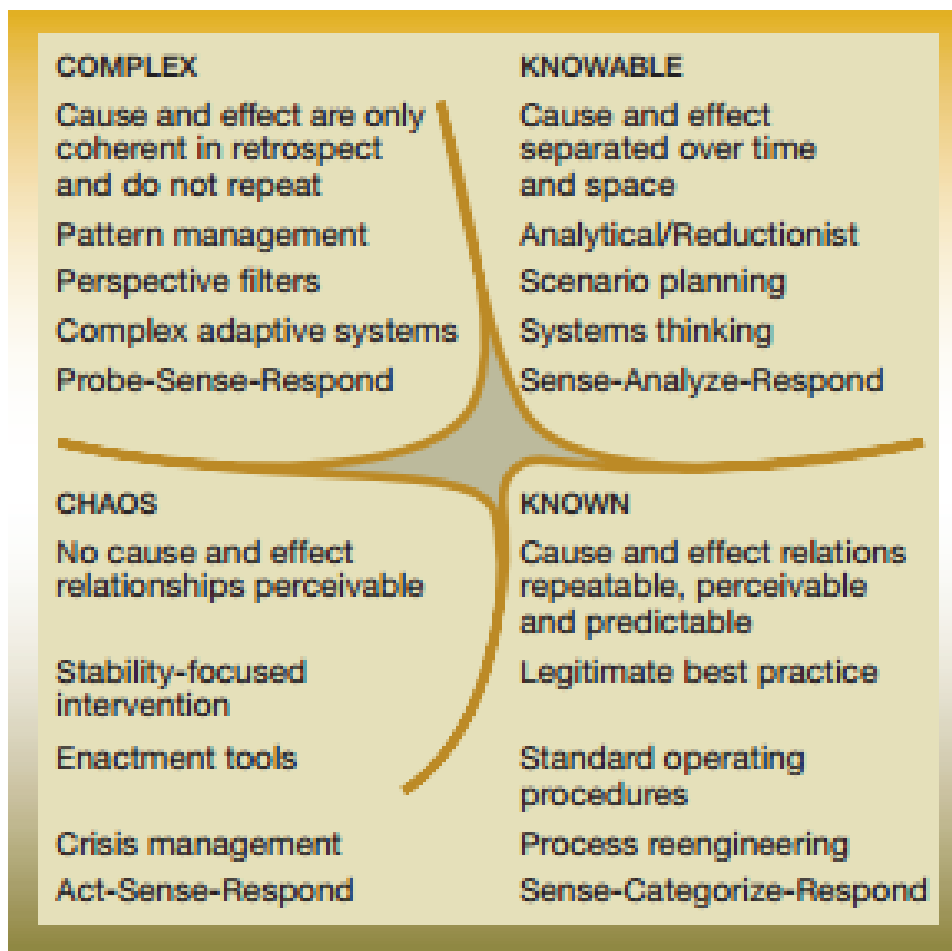 COMPLEX
Cause and effect are only
coherent in retrospect
and do not repeat
Pattern management
Perspective filters
Complex adaptive systems
Probe-Sense-Respond
KNOWABLE
Cause and effect
separated over time
and space
Analytical/Reductionist
Scenario planning
Systems thinking
Sense-Analyze-Respond
CHAOS
No cause and effect
relationships perceivable
Stability-focused
intervention
Enactment tools
Crisis management
Act-Sense-Respond
KNOWN
Cause and effect relations
repeatable, perceivable
and predictable
Legitimate best practice
Standard operating
procedures
Process reengineering
Sense-Categorize-Respond